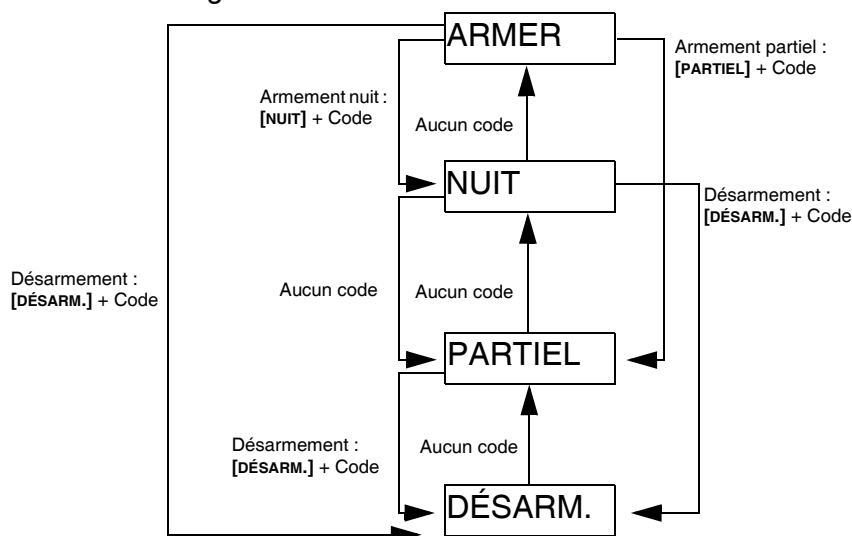 ARMER
Armement partiel :
[PARTIEL] + Code
Armement nuit :
[NUIT] + Code
Aucun code
NUIT
Désarmement :
[DÉSARM.] + Code
Désarmement :
[DÉSARM.] + Code
Aucun code
Aucun code
PARTIEL
Désarmement :
[DÉSARM.] + Code
Aucun code
DÉSARM.